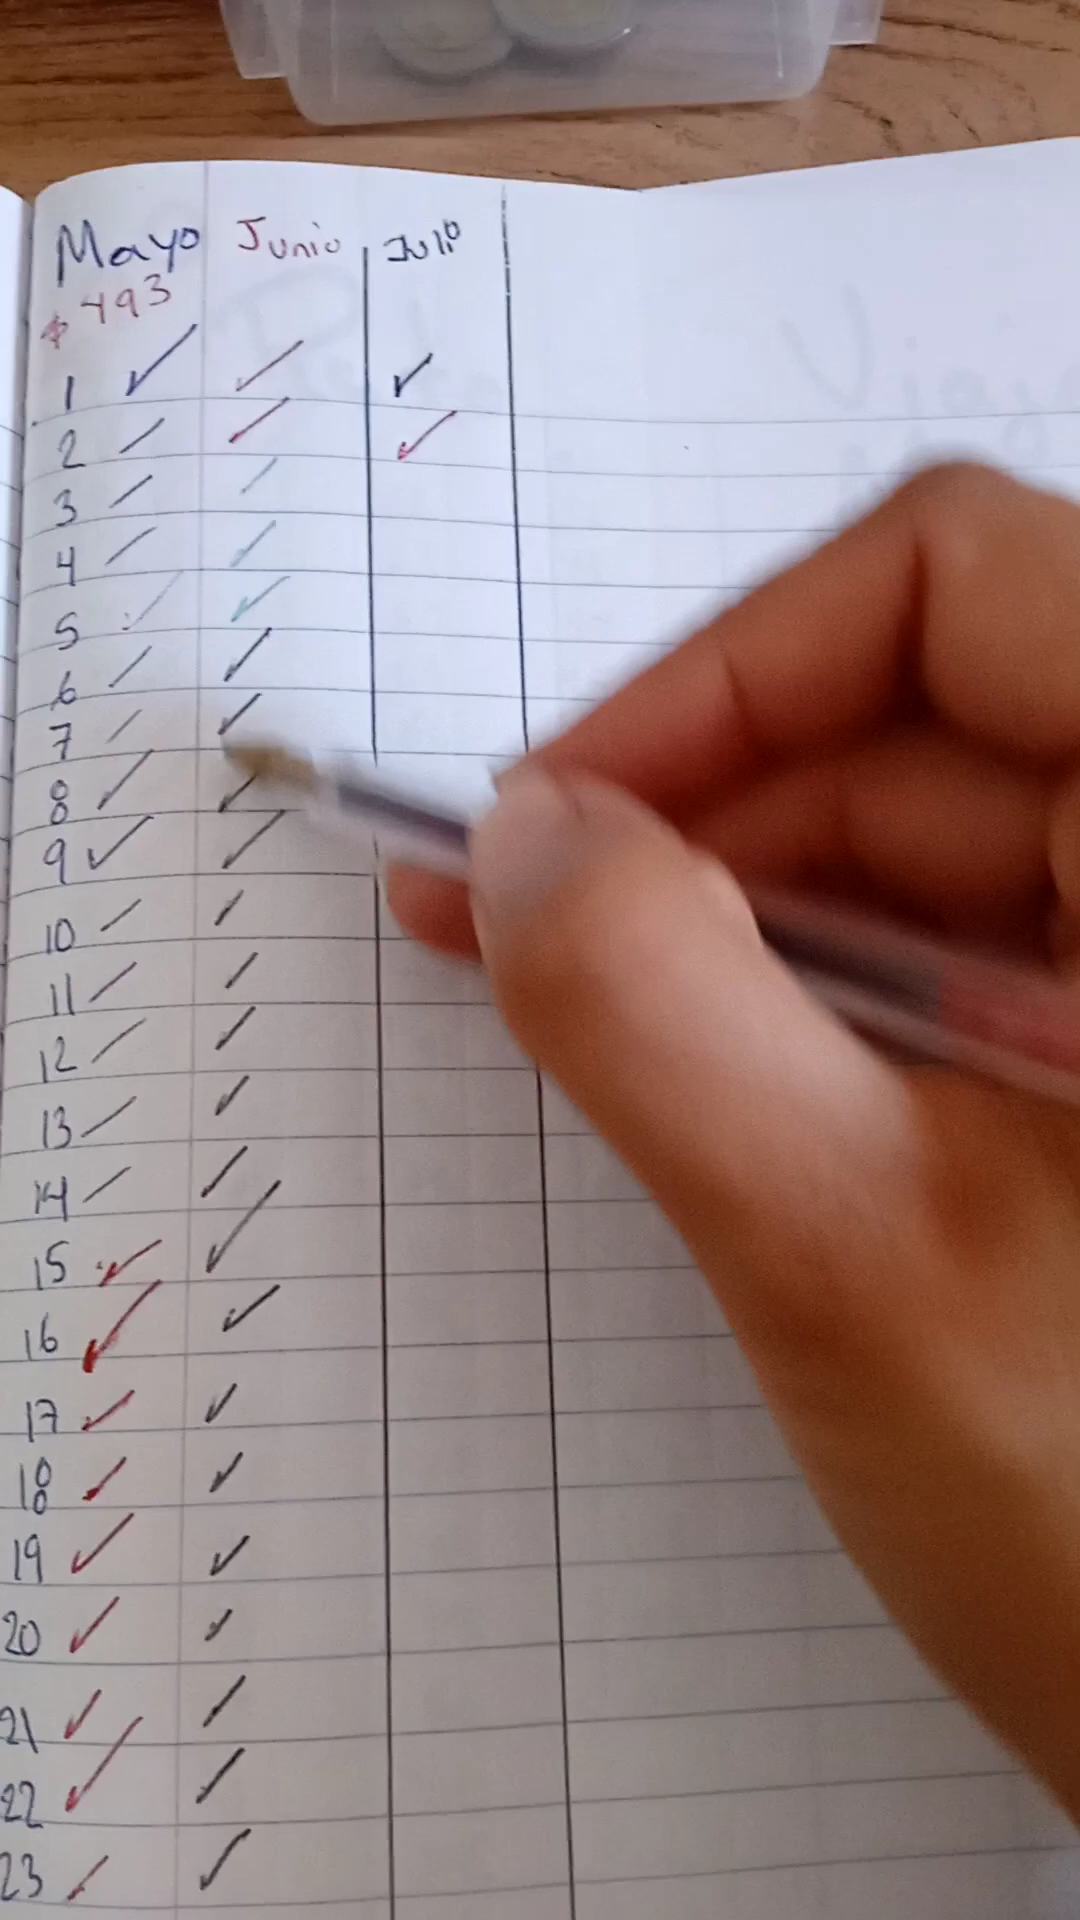 Mayo Junio Julio
$493
1 ✓ ✓ ✓
2 ✓ ✓ ✓
3 ✓ ✓
4 ✓ ✓
5 ✓ ✓
6 ✓ ✓
7 ✓ ✓
8 ✓ ✓
9 ✓ ✓
10 ✓ ✓
11 ✓ ✓
12 ✓ ✓
13 ✓ ✓
14 ✓ ✓
15 ✓ ✓
16 ✓ ✓
17 ✓ ✓
18 ✓ ✓
19 ✓ ✓
20 ✓ ✓
21 ✓ ✓
22 ✓ ✓
23 ✓ ✓